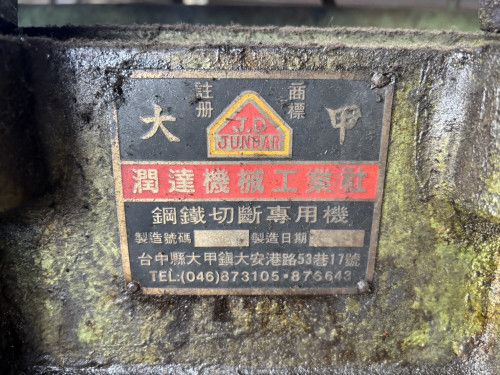 註冊 商標
大 J.D 甲
JUNDAR
潤達機械工業社
鋼鐵切斷專用機
製造號碼 製造日期
台中縣大甲鎮大安港路53巷17號
TEL:(046)873105·876643